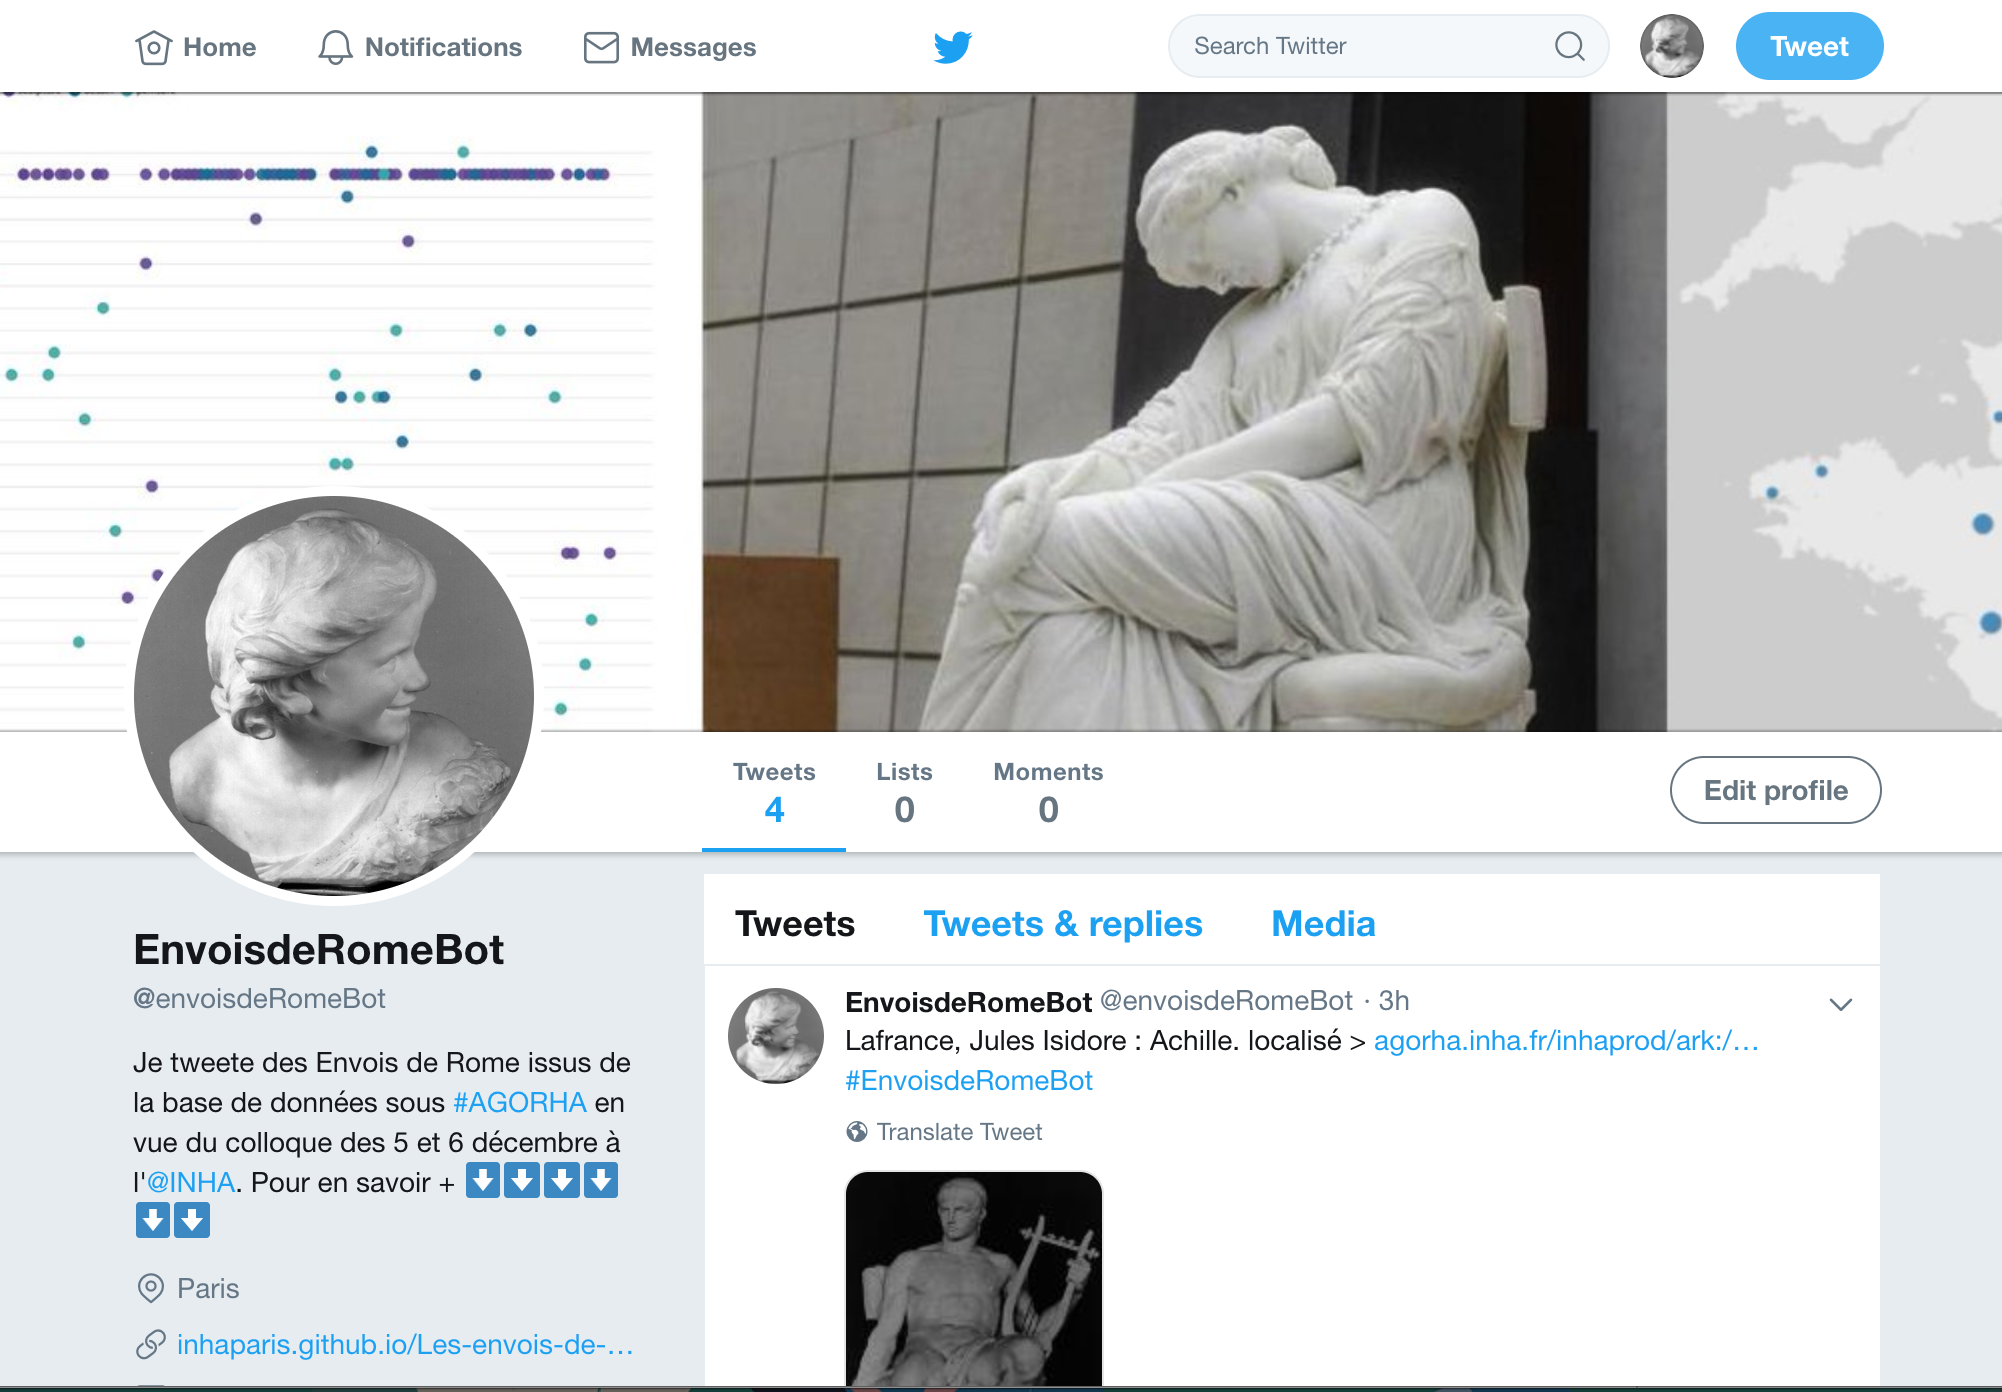 Home
Notifications
Messages
Search Twitter
Tweet
Tweets
4
Lists
0
Moments
0
Edit profile
EnvoisdeRomeBot
@envoisdeRomeBot
Je tweete des Envois de Rome issus de
la base de données sous #AGORHA en
vue du colloque des 5 et 6 décembre à
l'@INHA. Pour en savoir + ⬇️⬇️⬇️⬇️
⬇️⬇️
Paris
inhaparis.github.io/Les-envois-de-…
Tweets
Tweets & replies
Media
EnvoisdeRomeBot @envoisdeRomeBot · 3h
Lafrance, Jules Isidore : Achille. localisé > agorha.inha.fr/inhaprod/ark:/…
#EnvoisdeRomeBot
Translate Tweet